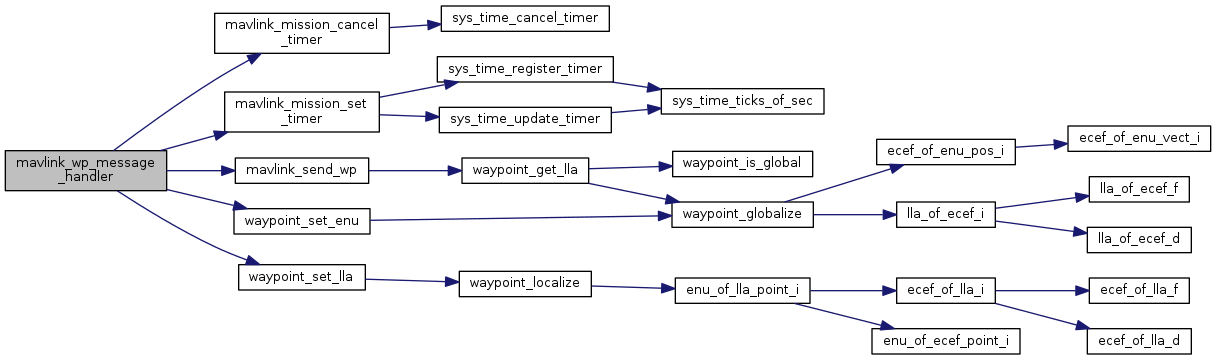 mavlink_wp_message
_handler
mavlink_mission_cancel
_timer
sys_time_cancel_timer
mavlink_mission_set
_timer
sys_time_register_timer
sys_time_update_timer
sys_time_ticks_of_sec
mavlink_send_wp
waypoint_get_lla
waypoint_is_global
waypoint_set_enu
waypoint_globalize
ecef_of_enu_pos_i
ecef_of_enu_vect_i
lla_of_ecef_i
lla_of_ecef_f
lla_of_ecef_d
waypoint_set_lla
waypoint_localize
enu_of_lla_point_i
ecef_of_lla_i
ecef_of_lla_f
ecef_of_lla_d
enu_of_ecef_point_i